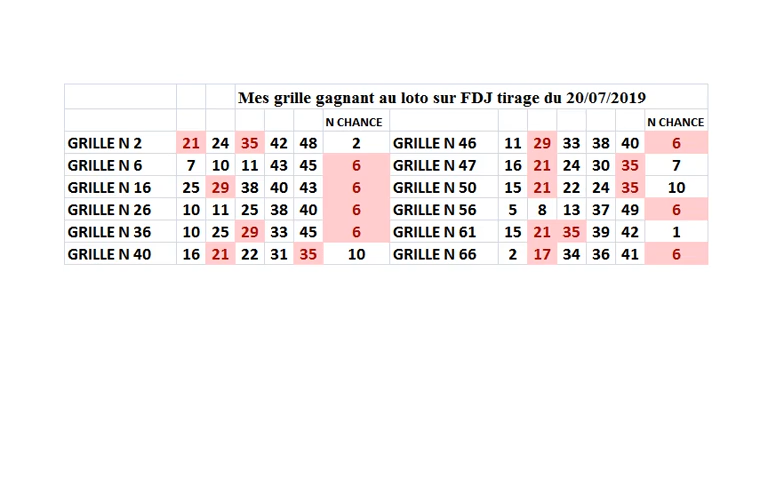 Mes grille gagnant au loto sur FDJ tirage du 20/07/2019
N CHANCE N CHANCE
GRILLE N 2 21 24 35 42 48 2 GRILLE N 46 11 29 33 38 40 6
GRILLE N 6 7 10 11 43 45 6 GRILLE N 47 16 21 24 30 35 7
GRILLE N 16 25 29 38 40 43 6 GRILLE N 50 15 21 22 24 35 10
GRILLE N 26 10 11 25 38 40 6 GRILLE N 56 5 8 13 37 49 6
GRILLE N 36 10 25 29 33 45 6 GRILLE N 61 15 21 35 39 42 1
GRILLE N 40 16 21 22 31 35 10 GRILLE N 66 2 17 34 36 41 6